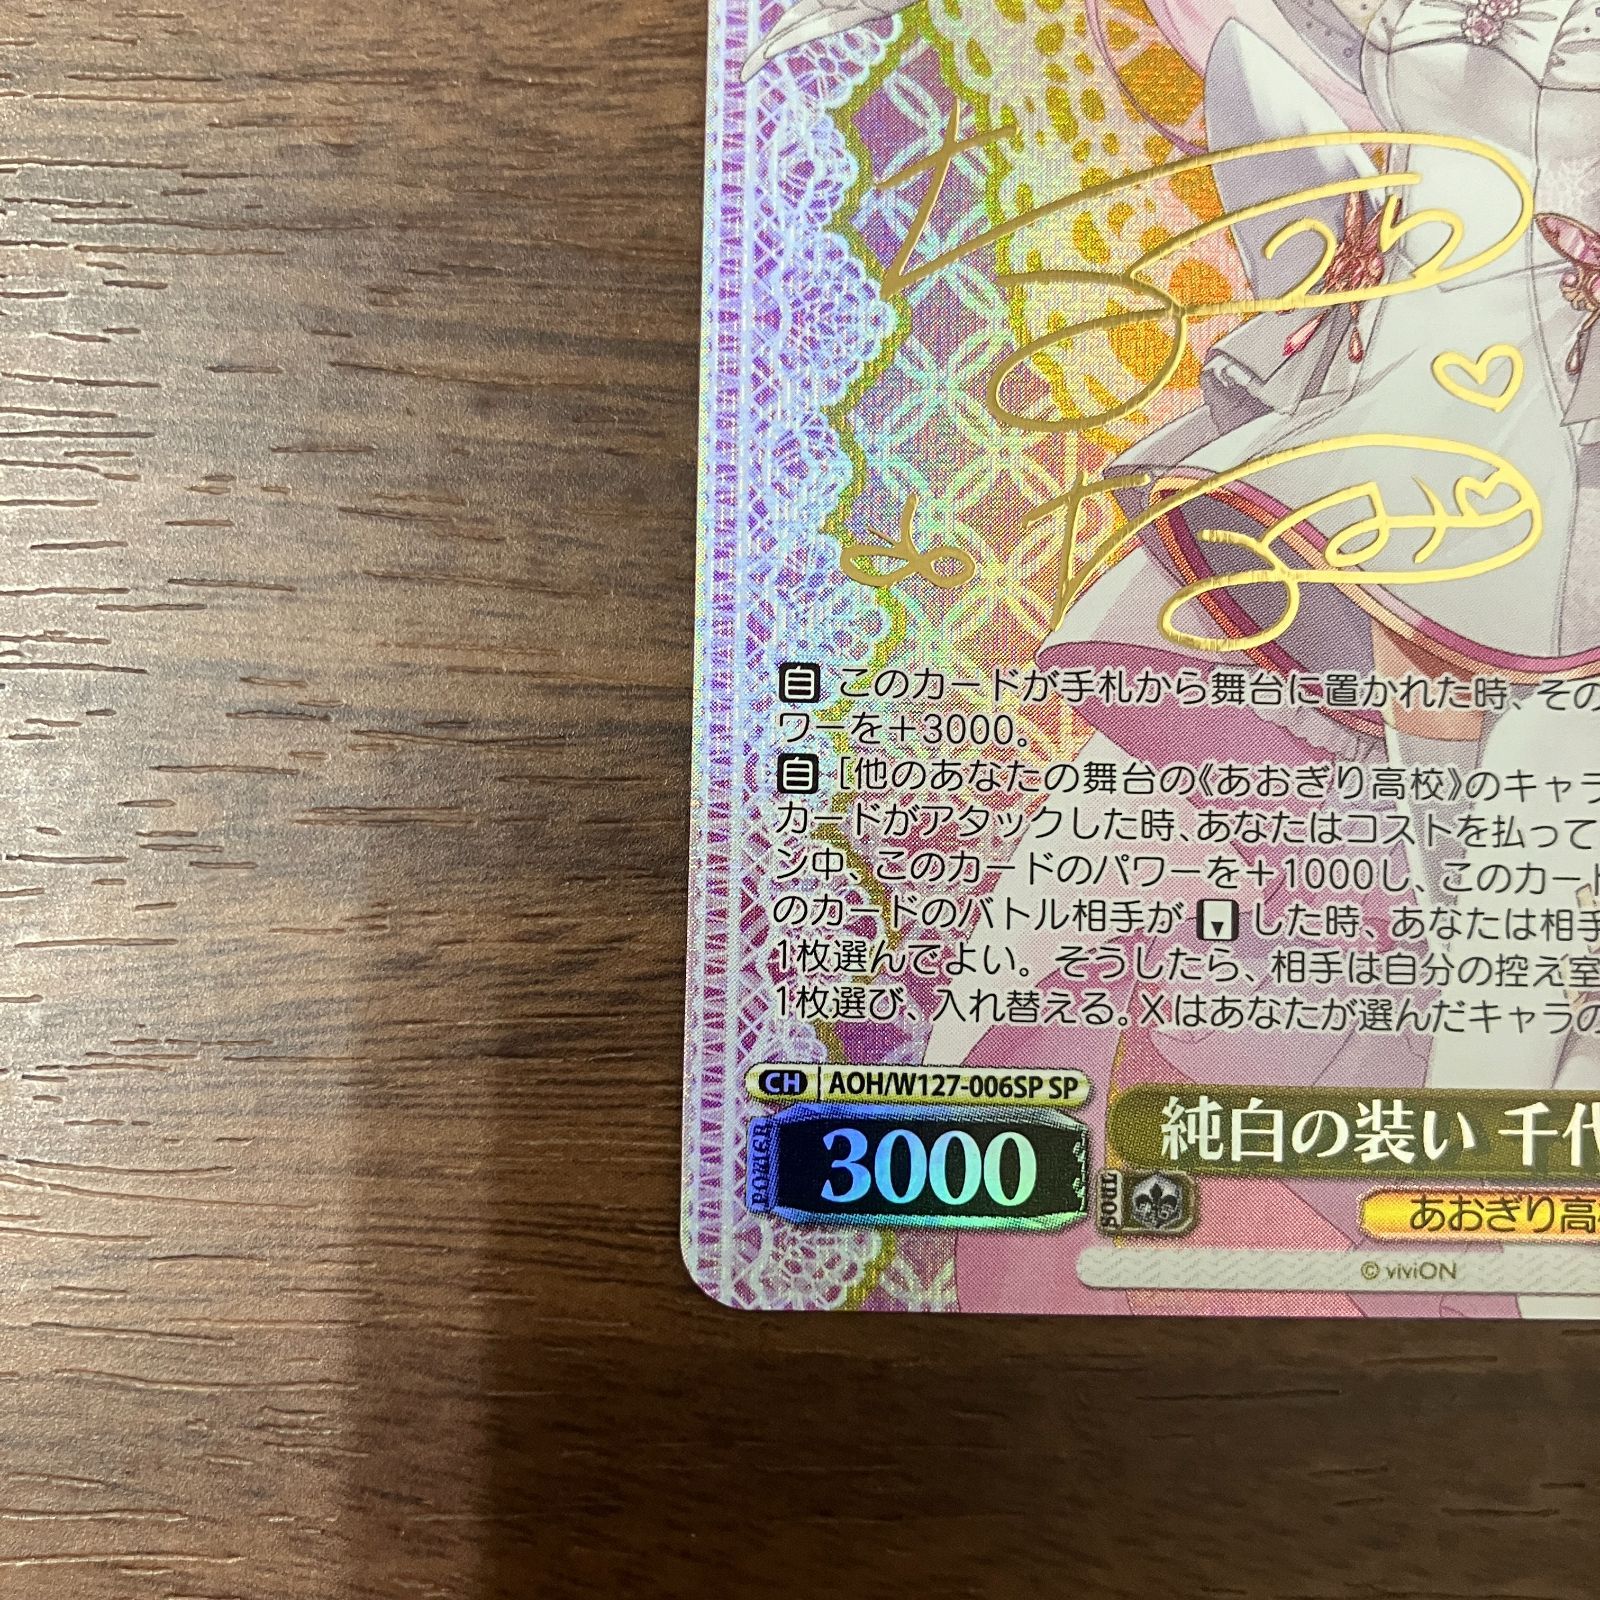 自 このカードが手札から舞台に置かれた時、その
ワーを+3000。
自 [他のあなたの舞台の《あおぎり高校》のキャラ
カードがアタックした時、あなたはコストを払って
ン中、このカードのパワーを+1000し、このカード
のカードのバトル相手が した時、あなたは相手
1枚選んでよい。そうしたら、相手は自分の控え室
1枚選び、入れ替える。Xはあなたが選んだキャラの
CH AOH/W127-006SP SP
POWER 3000
純白の装い 千代
SOUL
あおぎり高校
© viviON